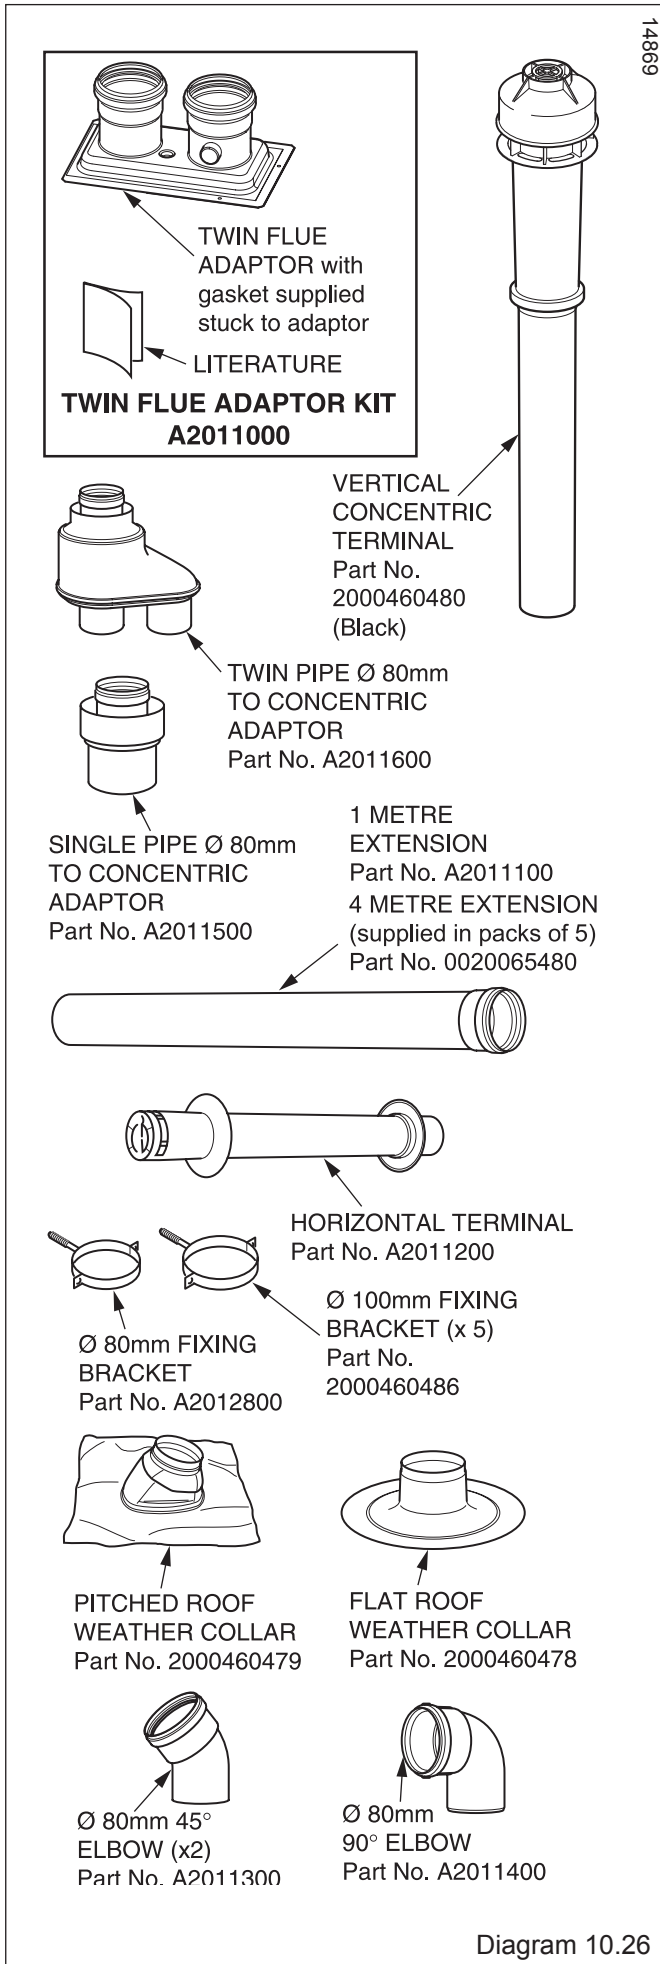 14869
TWIN FLUE
ADAPTOR with
gasket supplied
stuck to adaptor
LITERATURE
TWIN FLUE ADAPTOR KIT
A2011000
VERTICAL
CONCENTRIC
TERMINAL
Part No.
2000460480
(Black)
TWIN PIPE Ø 80mm
TO CONCENTRIC
ADAPTOR
Part No. A2011600
SINGLE PIPE Ø 80mm
TO CONCENTRIC
ADAPTOR
Part No. A2011500
1 METRE
EXTENSION
Part No. A2011100
4 METRE EXTENSION
(supplied in packs of 5)
Part No. 0020065480
HORIZONTAL TERMINAL
Part No. A2011200
Ø 80mm FIXING
BRACKET
Part No. A2012800
Ø 100mm FIXING
BRACKET (x 5)
Part No.
2000460486
PITCHED ROOF
WEATHER COLLAR
Part No. 2000460479
FLAT ROOF
WEATHER COLLAR
Part No. 2000460478
Ø 80mm 45°
ELBOW (x2)
Part No. A2011300
Ø 80mm
90° ELBOW
Part No. A2011400
Diagram 10.26